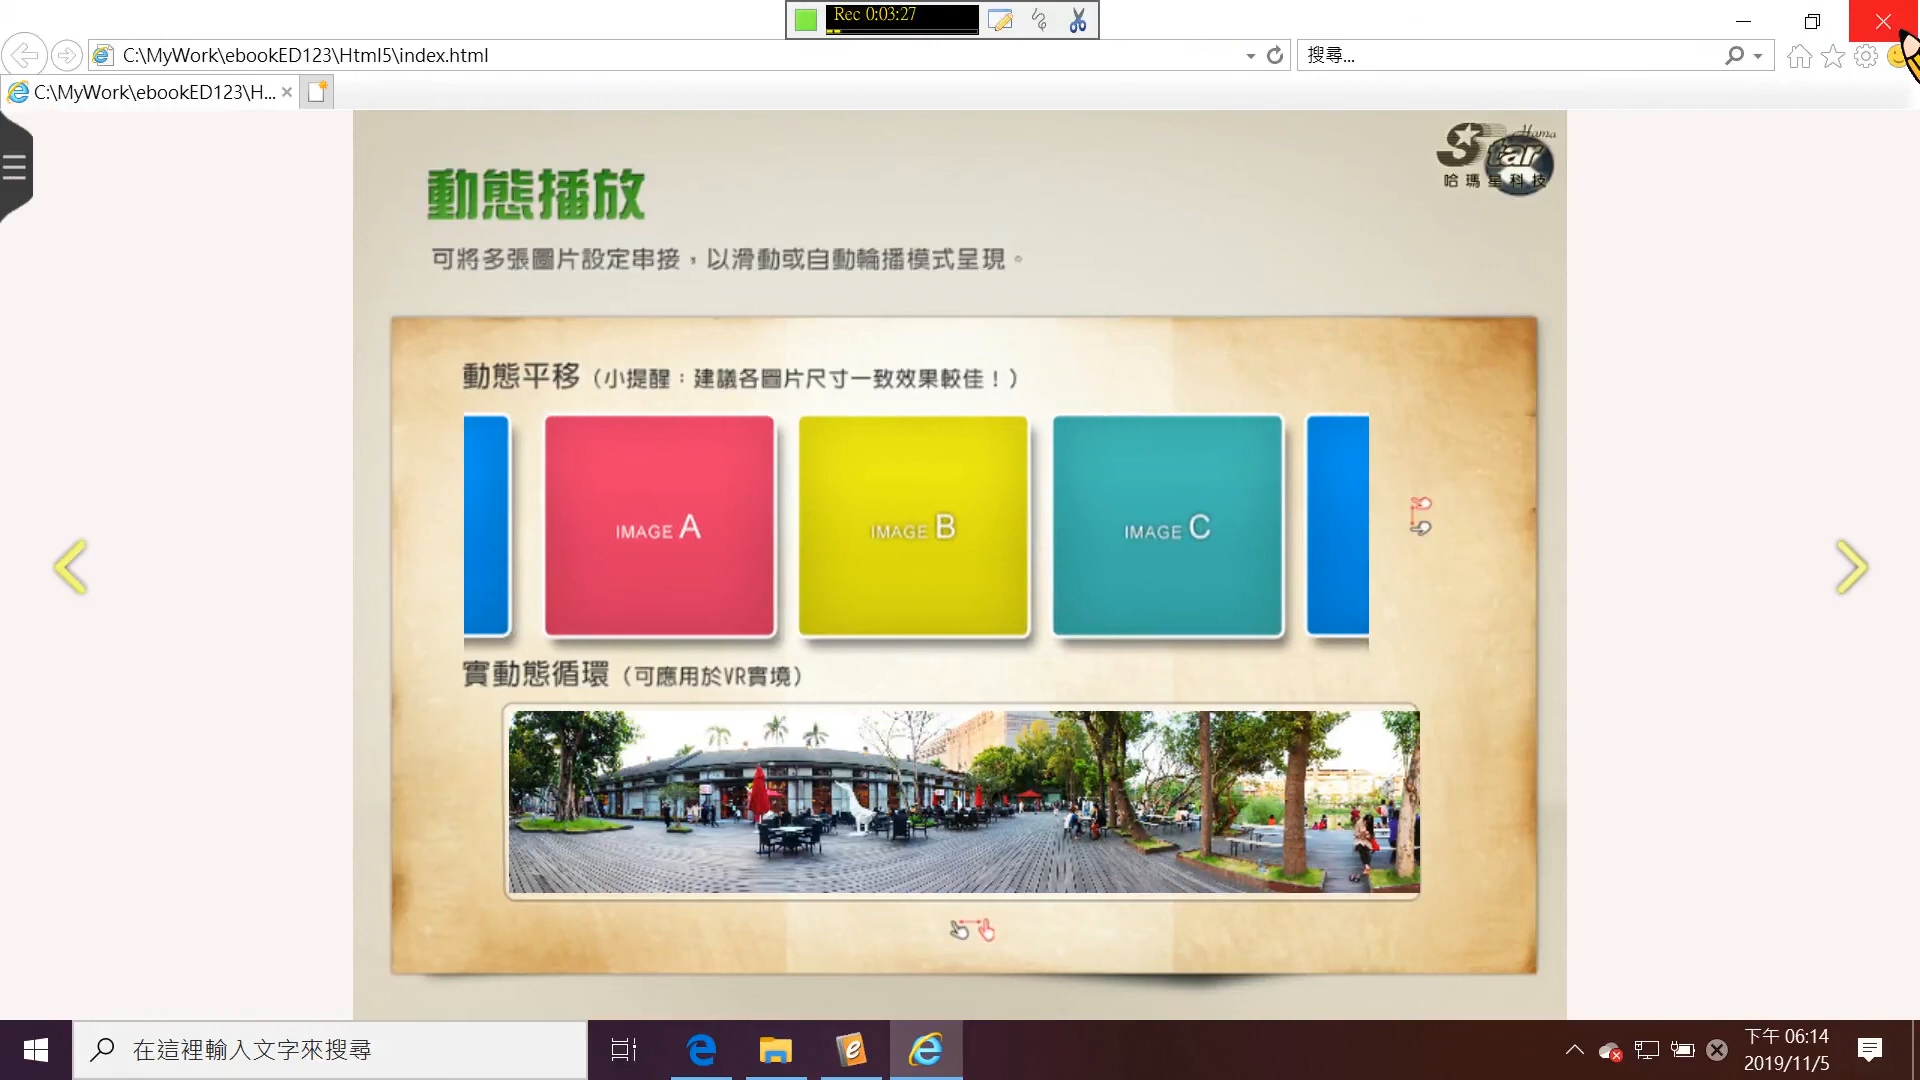 Rec 0:03:27
C:\MyWork\ebookED123\Html5\index.html
搜尋...
C:\MyWork\ebookED123\H...
Hama
Star
哈瑪星科技
動態播放
可將多張圖片設定串接，以滑動或自動輪播模式呈現。
動態平移（小提醒：建議各圖片尺寸一致效果較佳！）
IMAGE A
IMAGE B
IMAGE C
實動態循環（可應用於VR實境）
在這裡輸入文字來搜尋
下午 06:14
2019/11/5